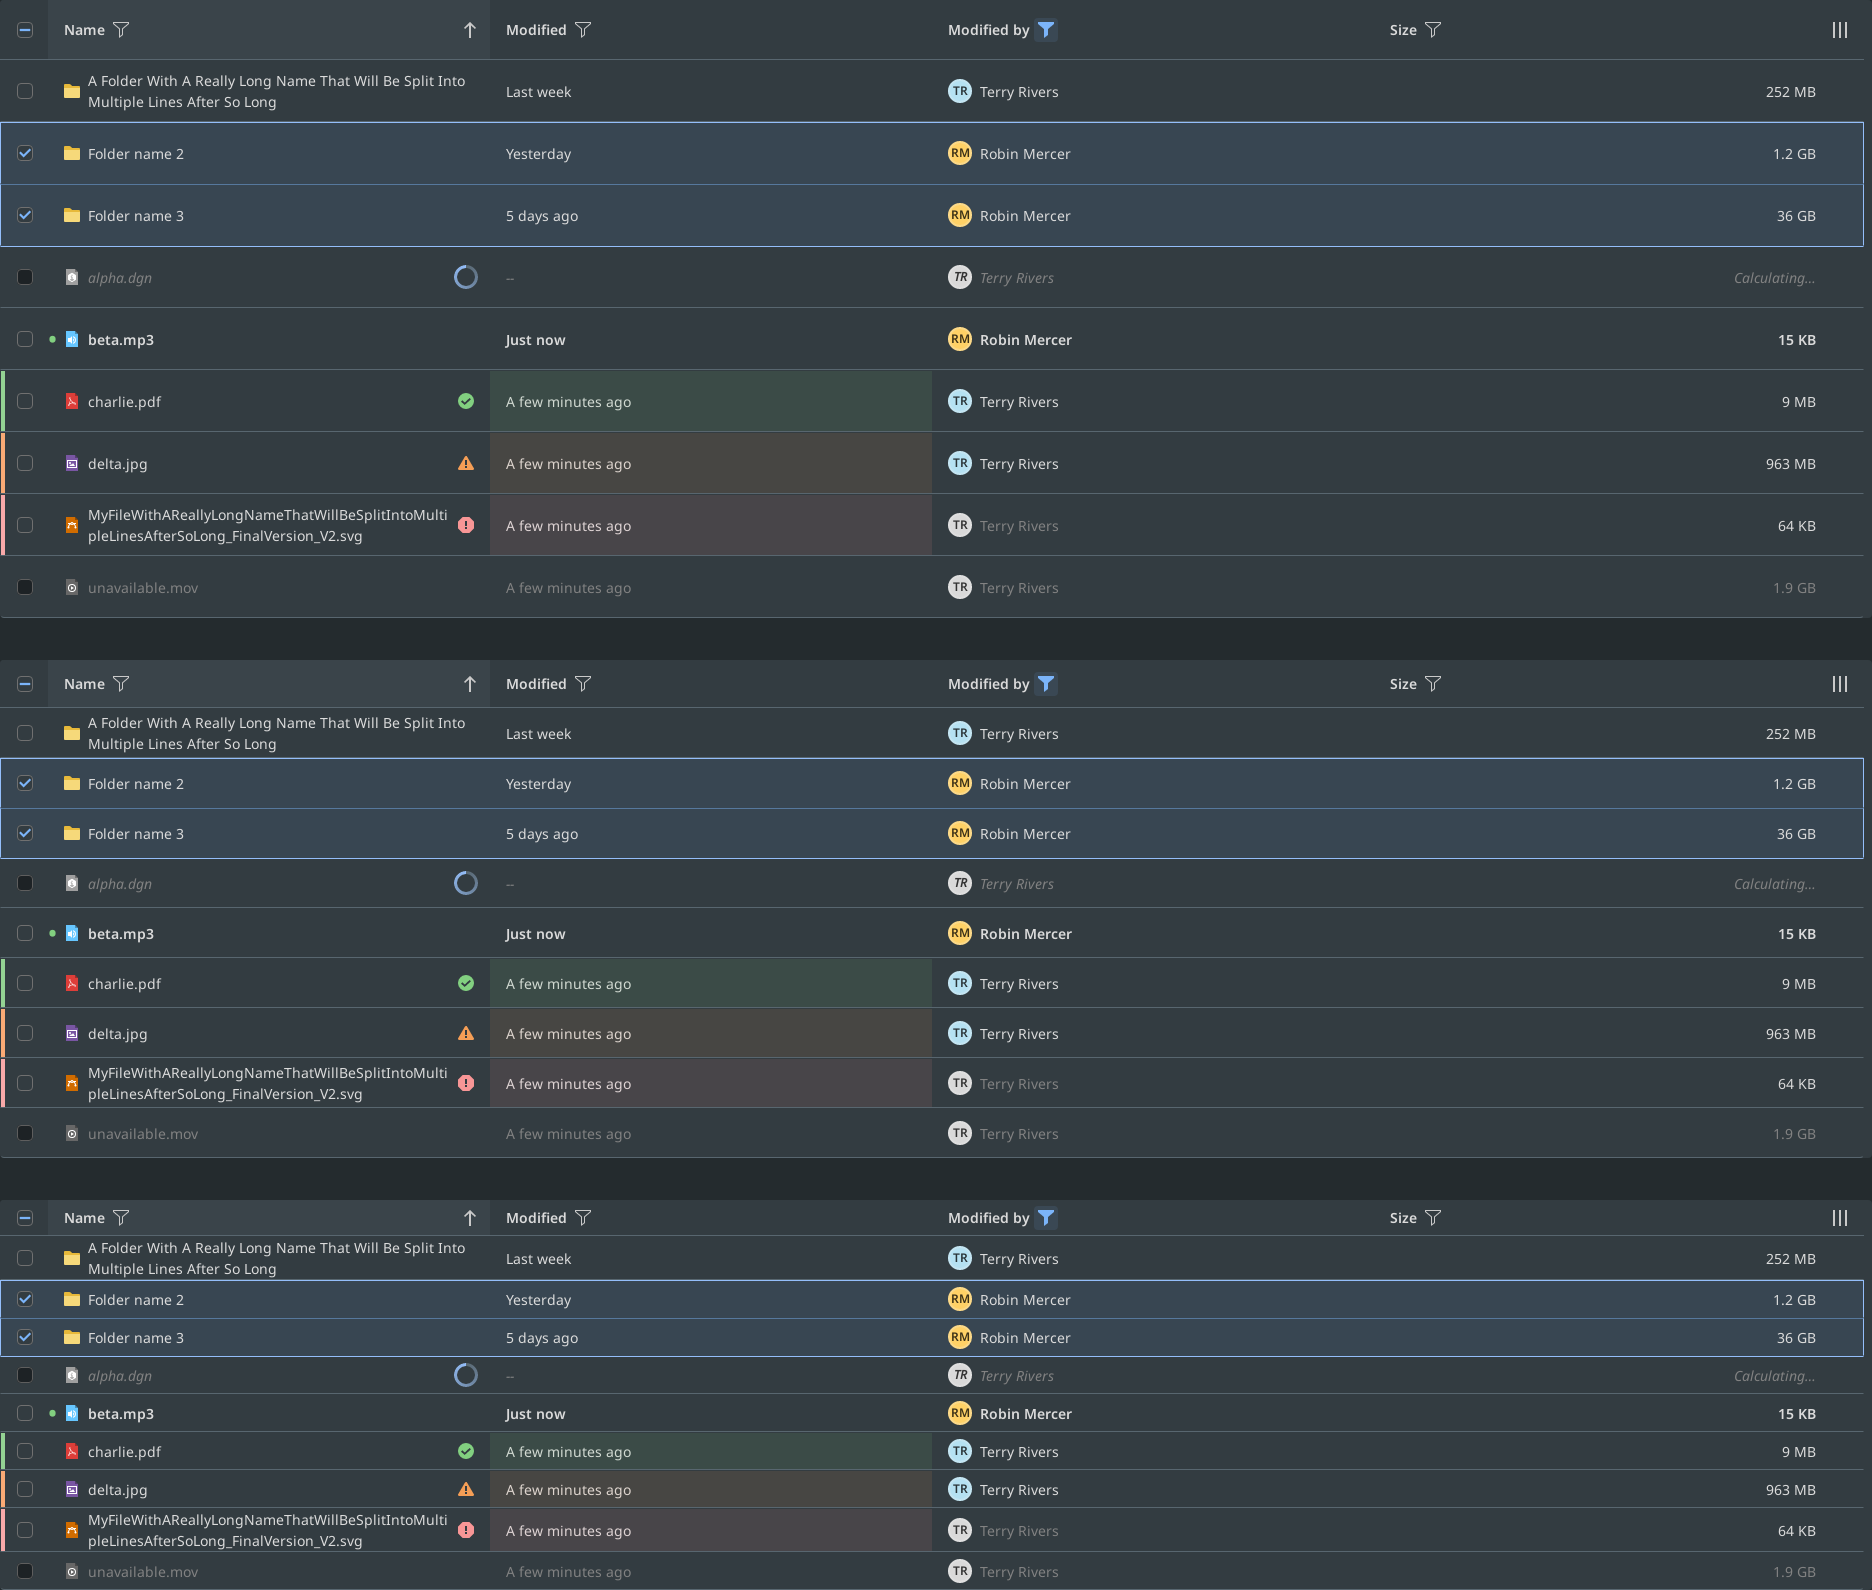 Name Modified Modified by Size
A Folder With A Really Long Name That Will Be Split Into
Multiple Lines After So Long
Last week TR Terry Rivers 252 MB
Folder name 2 Yesterday RM Robin Mercer 1.2 GB
Folder name 3 5 days ago RM Robin Mercer 36 GB
alpha.dgn -- TR Terry Rivers Calculating...
beta.mp3 Just now RM Robin Mercer 15 KB
charlie.pdf A few minutes ago TR Terry Rivers 9 MB
delta.jpg A few minutes ago TR Terry Rivers 963 MB
MyFileWithAReallyLongNameThatWillBeSplitIntoMulti
pleLinesAfterSoLong_FinalVersion_V2.svg
A few minutes ago TR Terry Rivers 64 KB
unavailable.mov A few minutes ago TR Terry Rivers 1.9 GB
Name Modified Modified by Size
A Folder With A Really Long Name That Will Be Split Into
Multiple Lines After So Long
Last week TR Terry Rivers 252 MB
Folder name 2 Yesterday RM Robin Mercer 1.2 GB
Folder name 3 5 days ago RM Robin Mercer 36 GB
alpha.dgn -- TR Terry Rivers Calculating...
beta.mp3 Just now RM Robin Mercer 15 KB
charlie.pdf A few minutes ago TR Terry Rivers 9 MB
delta.jpg A few minutes ago TR Terry Rivers 963 MB
MyFileWithAReallyLongNameThatWillBeSplitIntoMulti
pleLinesAfterSoLong_FinalVersion_V2.svg
A few minutes ago TR Terry Rivers 64 KB
unavailable.mov A few minutes ago TR Terry Rivers 1.9 GB
Name Modified Modified by Size
A Folder With A Really Long Name That Will Be Split Into
Multiple Lines After So Long
Last week TR Terry Rivers 252 MB
Folder name 2 Yesterday RM Robin Mercer 1.2 GB
Folder name 3 5 days ago RM Robin Mercer 36 GB
alpha.dgn -- TR Terry Rivers Calculating...
beta.mp3 Just now RM Robin Mercer 15 KB
charlie.pdf A few minutes ago TR Terry Rivers 9 MB
delta.jpg A few minutes ago TR Terry Rivers 963 MB
MyFileWithAReallyLongNameThatWillBeSplitIntoMulti
pleLinesAfterSoLong_FinalVersion_V2.svg
A few minutes ago TR Terry Rivers 64 KB
unavailable.mov A few minutes ago TR Terry Rivers 1.9 GB